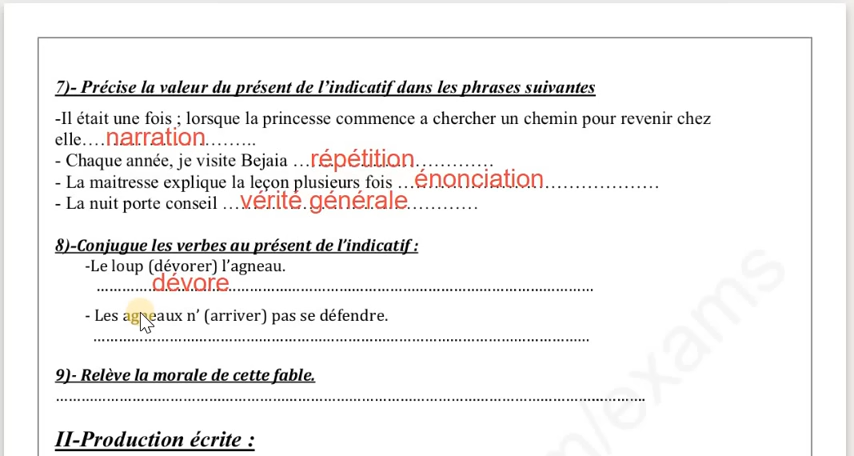 7)- Précise la valeur du présent de l'indicatif dans les phrases suivantes
-Il était une fois ; lorsque la princesse commence a chercher un chemin pour revenir chez
elle....narration.........
- Chaque année, je visite Bejaia ...répétition..............
- La maitresse explique la leçon plusieurs fois ...énonciation....................
- La nuit porte conseil ...vérité générale.............
8)-Conjugue les verbes au présent de l'indicatif :
-Le loup (dévorer) l'agneau.
dévore
- Les agneaux n' (arriver) pas se défendre.
9)- Relève la morale de cette fable.
II-Production écrite :
/exams